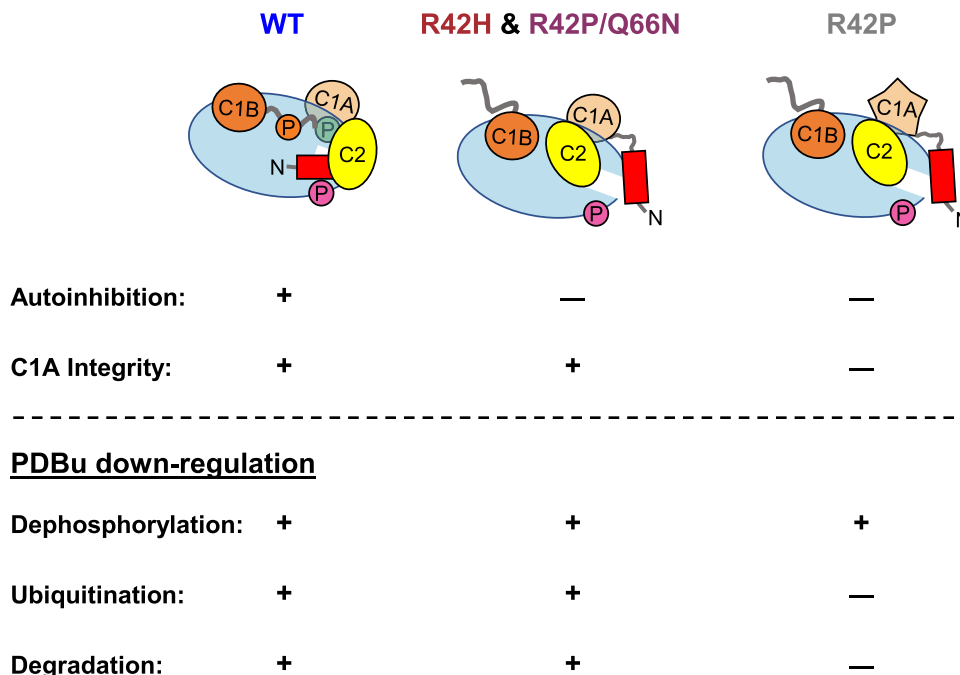 WT R42H & R42P/Q66N R42P
C1B C1A P P C2 N P
C1A C1B C2 P N
C1A C1B C2 P N
Autoinhibition: + — —
C1A Integrity: + + —
PDBu down-regulation
Dephosphorylation: + + +
Ubiquitination: + + —
Degradation: + + —